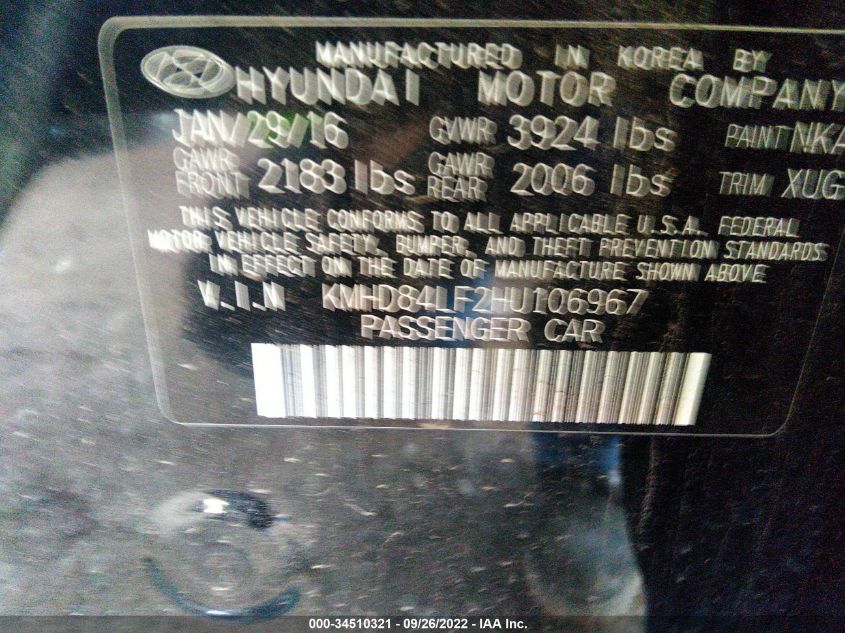 MANUFACTURED IN KOREA BY
HYUNDAI MOTOR COMPANY
JAN/29/16 GVWR 3924 lbs PAINT NKA
GAWR FRONT 2183 lbs GAWR REAR 2006 lbs TRIM XUG
THIS VEHICLE CONFORMS TO ALL APPLICABLE U.S.A. FEDERAL
MOTOR VEHICLE SAFETY, BUMPER, AND THEFT PREVENTION STANDARDS
IN EFFECT ON THE DATE OF MANUFACTURE SHOWN ABOVE
V.I.N KMHD84LF2HU106967
PASSENGER CAR
000-34510321 - 09/26/2022 - IAA Inc.